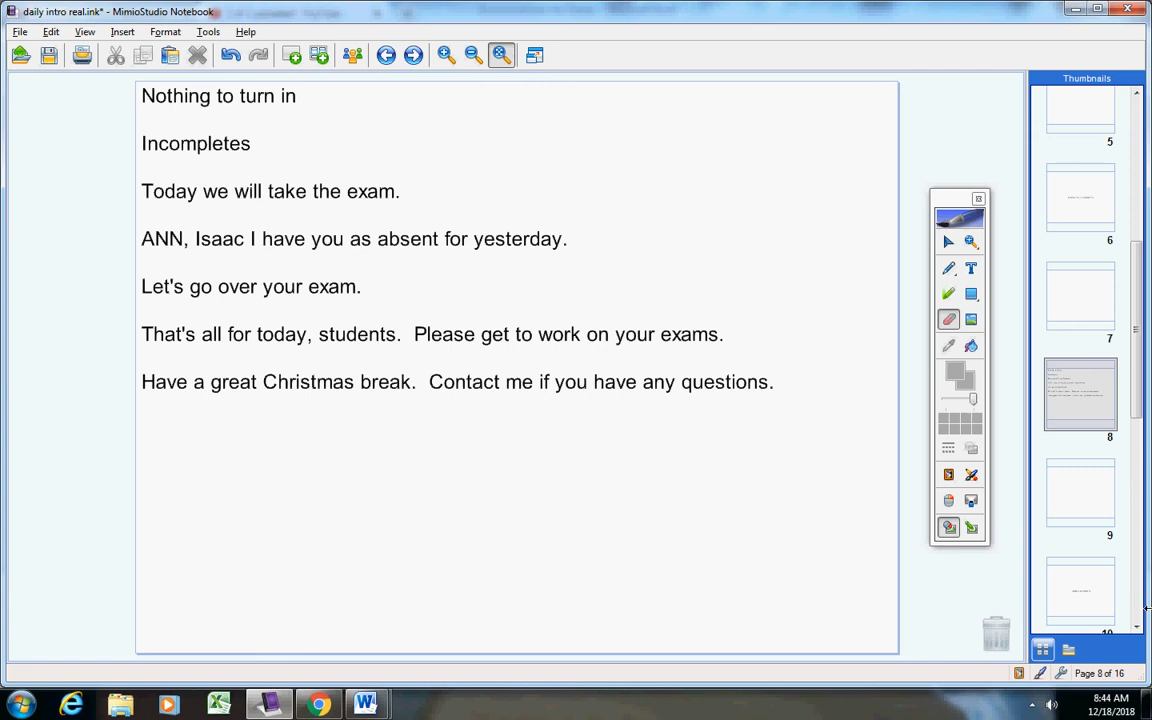 daily intro real.ink* - MimioStudio Notebook
File Edit View Insert Format Tools Help
Thumbnails
Nothing to turn in
Incompletes
Today we will take the exam.
ANN, Isaac I have you as absent for yesterday.
Let's go over your exam.
That's all for today, students.  Please get to work on your exams.
Have a great Christmas break.  Contact me if you have any questions.
5
6
7
8
9
10
Page 8 of 16
8:44 AM
12/18/2018